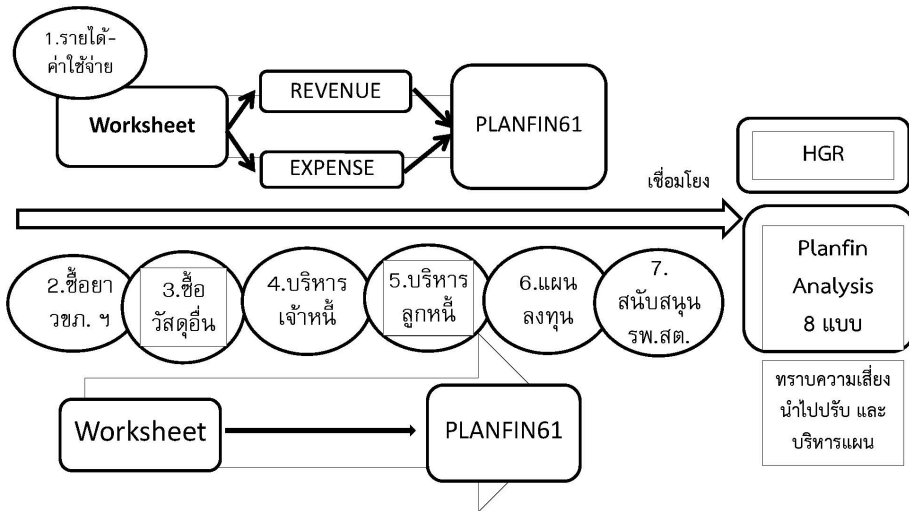 1.รายได้-
ค่าใช้จ่าย
Worksheet
REVENUE
EXPENSE
PLANFIN61
HGR
เชื่อมโยง
2.ซื้อยา
วชภ. ฯ
3.ซื้อ
วัสดุอื่น
4.บริหาร
เจ้าหนี้
5.บริหาร
ลูกหนี้
6.แผน
ลงทุน
7.
สนับสนุน
รพ.สต.
Planfin
Analysis
8 แบบ
Worksheet
PLANFIN61
ทราบความเสี่ยง
นำไปปรับ และ
บริหารแผน